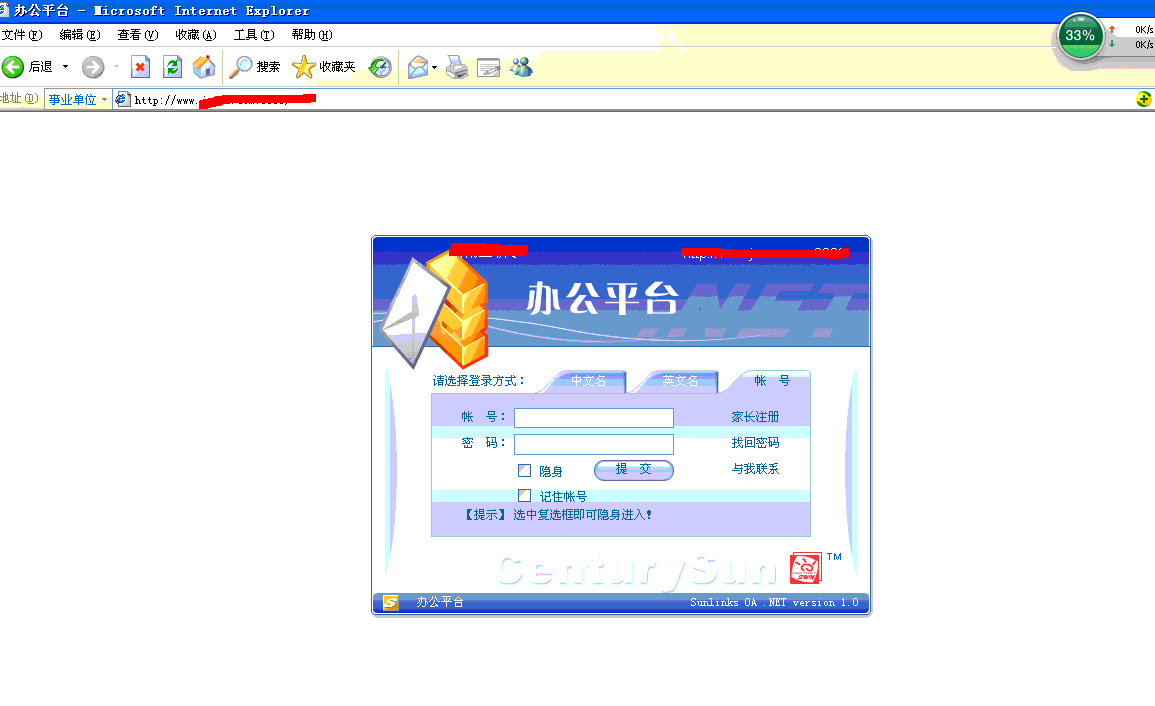 办公平台 - Microsoft Internet Explorer
文件(F) 编辑(E) 查看(V) 收藏(A) 工具(T) 帮助(H)
33%
0K/s
0K/s
后退 搜索 收藏夹
地址(D) 事业单位 http://www.
办公平台
.NET
请选择登录方式： 中文名 英文名 帐 号
帐 号： 家长注册
密 码： 找回密码
隐身 提 交 与我联系
记住帐号
【提示】 选中复选框即可隐身进入！
CenturySun
TM
办公平台 Sunlinks OA .NET version 1.0